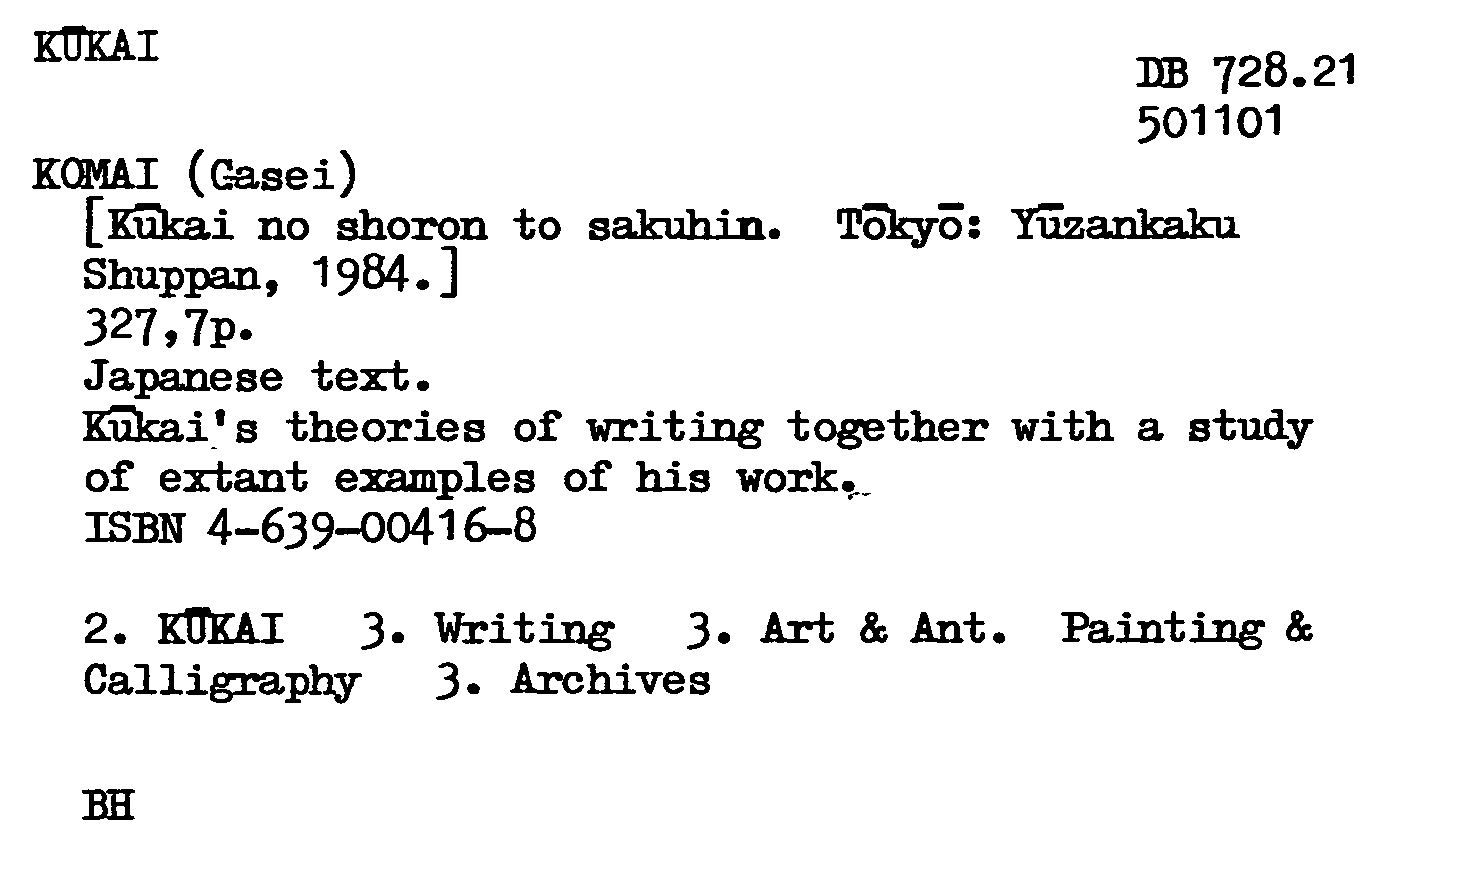 KŪKAI
DB 728.21
501101
KOMAI (Gasei)
[Kūkai no shoron to sakuhin. Tōkyō: Yūzankaku
Shuppan, 1984.]
327,7p.
Japanese text.
Kūkai's theories of writing together with a study
of extant examples of his work.
ISBN 4-639-00416-8
2. KŪKAI 3. Writing 3. Art & Ant. Painting &
Calligraphy 3. Archives
BH